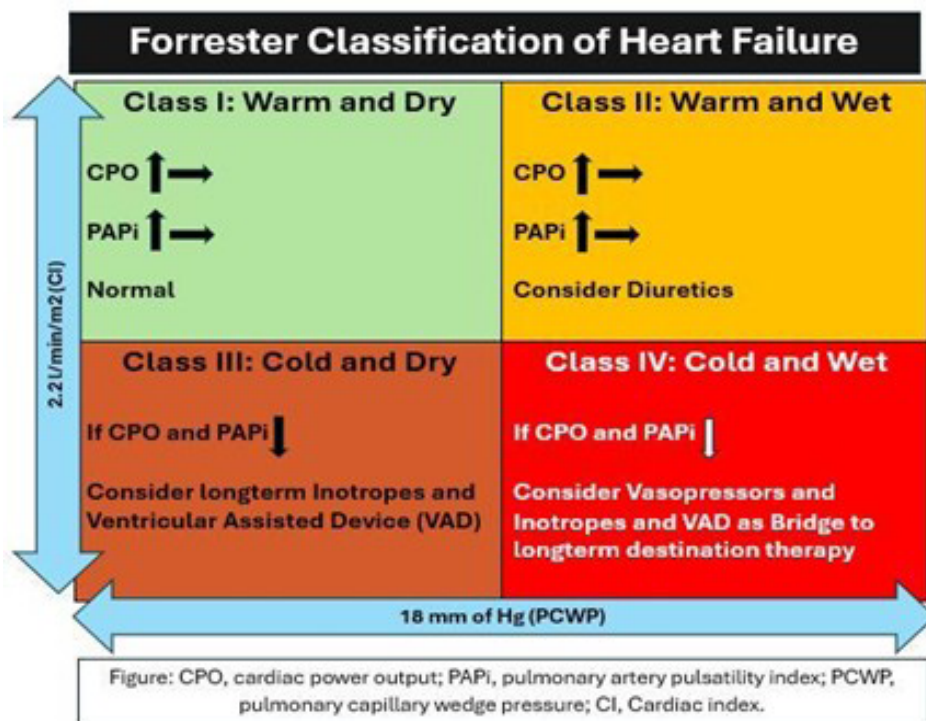 Forrester Classification of Heart Failure
Class I: Warm and Dry
CPO
PAPi
Normal
Class II: Warm and Wet
CPO
PAPi
Consider Diuretics
2.2 l/min/m2 (CI)
Class III: Cold and Dry
If CPO and PAPi
Consider longterm Inotropes and
Ventricular Assisted Device (VAD)
Class IV: Cold and Wet
If CPO and PAPi
Consider Vasopressors and
Inotropes and VAD as Bridge to
longterm destination therapy
18 mm of Hg (PCWP)
Figure: CPO, cardiac power output; PAPi, pulmonary artery pulsatility index; PCWP,
pulmonary capillary wedge pressure; CI, Cardiac index.